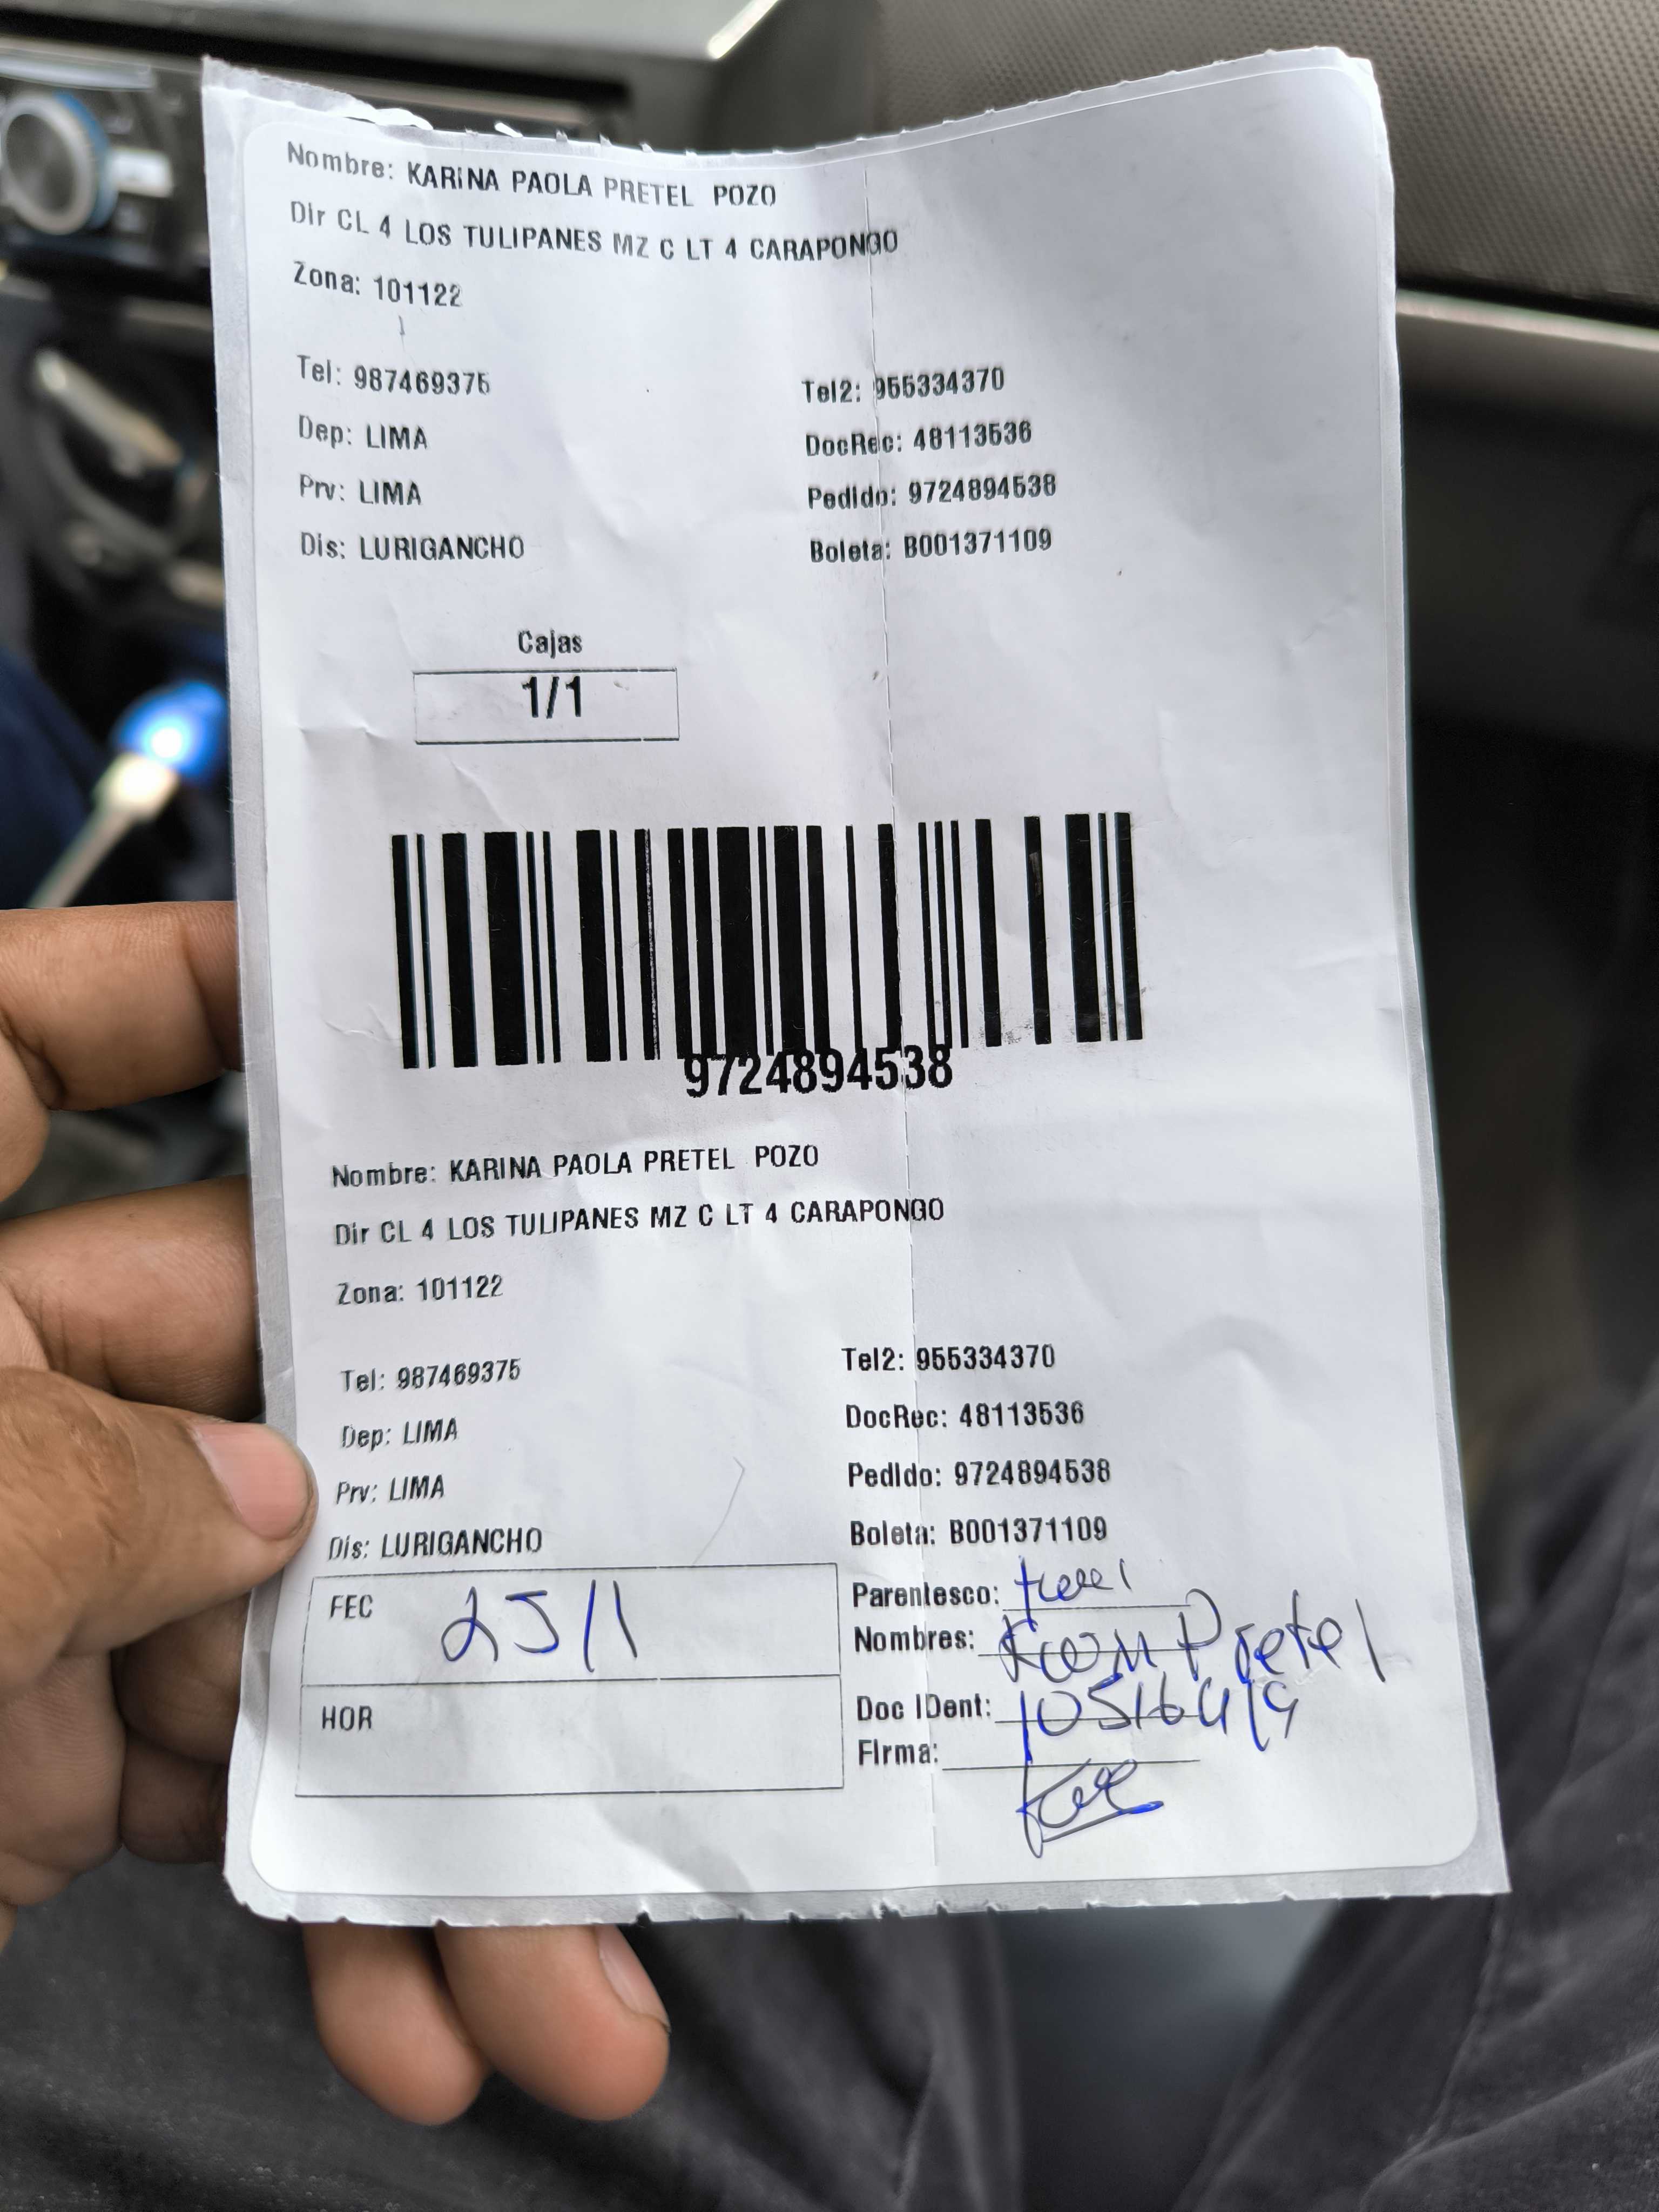 Nombre: KARINA PAOLA PRETEL POZO
Dir CL 4 LOS TULIPANES MZ C LT 4 CARAPONGO
Zona: 101122
Tel: 987469375 Tel2: 955334370
Dep: LIMA DocRec: 48113536
Prv: LIMA Pedido: 9724894538
Dis: LURIGANCHO Boleta: B001371109
Cajas
1/1
9724894538
Nombre: KARINA PAOLA PRETEL POZO
Dir CL 4 LOS TULIPANES MZ C LT 4 CARAPONGO
Zona: 101122
Tel: 987469375 Tel2: 955334370
Dep: LIMA DocRec: 48113536
Prv: LIMA Pedido: 9724894538
Dis: LURIGANCHO Boleta: B001371109
FEC 25/1 Parentesco:
Nombres: Pretel
HOR Doc IDent:
Firma: